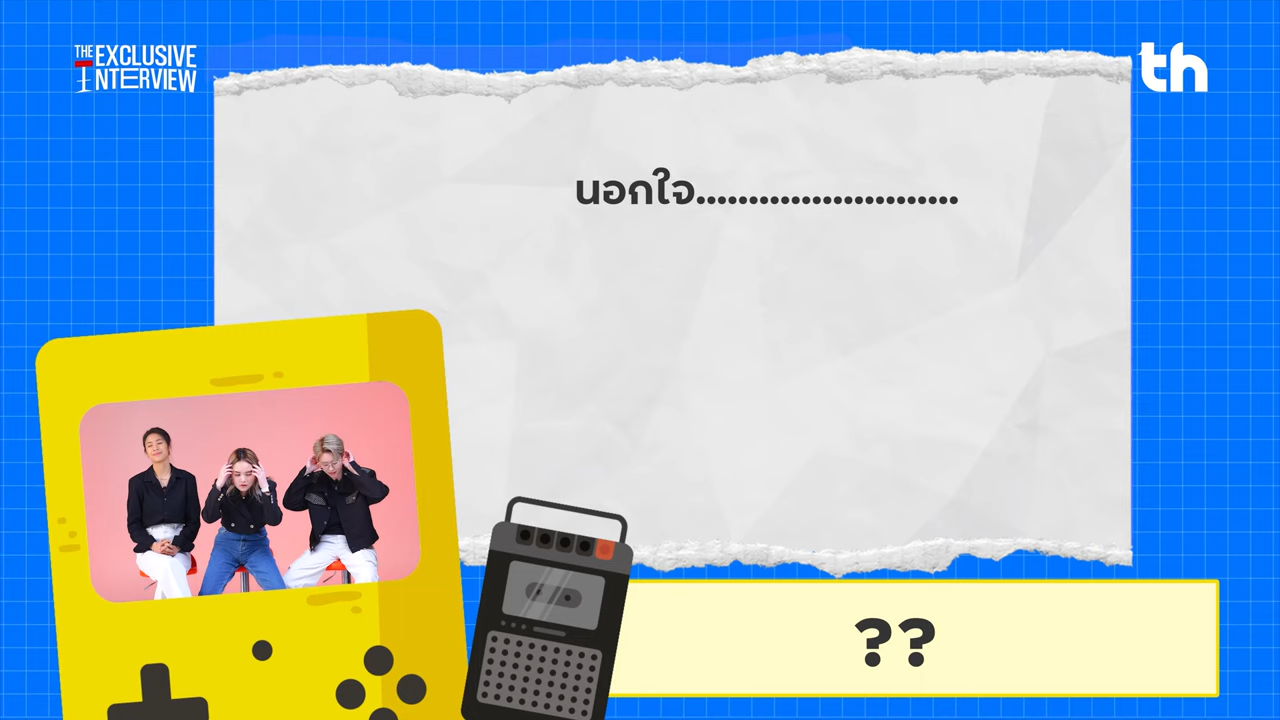 THE EXCLUSIVE
INTERVIEW
th
นอกใจ.........................
??